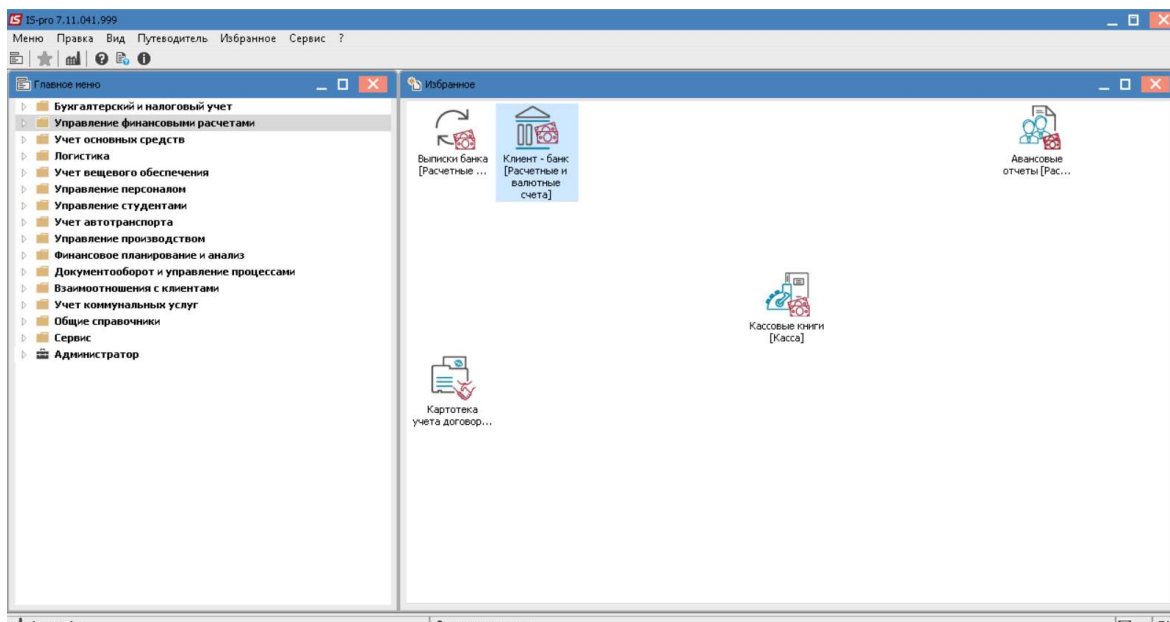 IS-pro 7.11.041.999
Меню Правка Вид Путеводитель Избранное Сервис ?
Главное меню
Бухгалтерский и налоговый учет
Управление финансовыми расчетами
Учет основных средств
Логистика
Учет вещевого обеспечения
Управление персоналом
Управление студентами
Учет автотранспорта
Управление производством
Финансовое планирование и анализ
Документооборот и управление процессами
Взаимоотношения с клиентами
Учет коммунальных услуг
Общие справочники
Сервис
Администратор
Избранное
Выписки банка
[Расчетные ...
Клиент - банк
[Расчетные и
валютные
счета]
Авансовые
отчеты [Рас...
Кассовые книги
[Касса]
Картотека
учета договор...